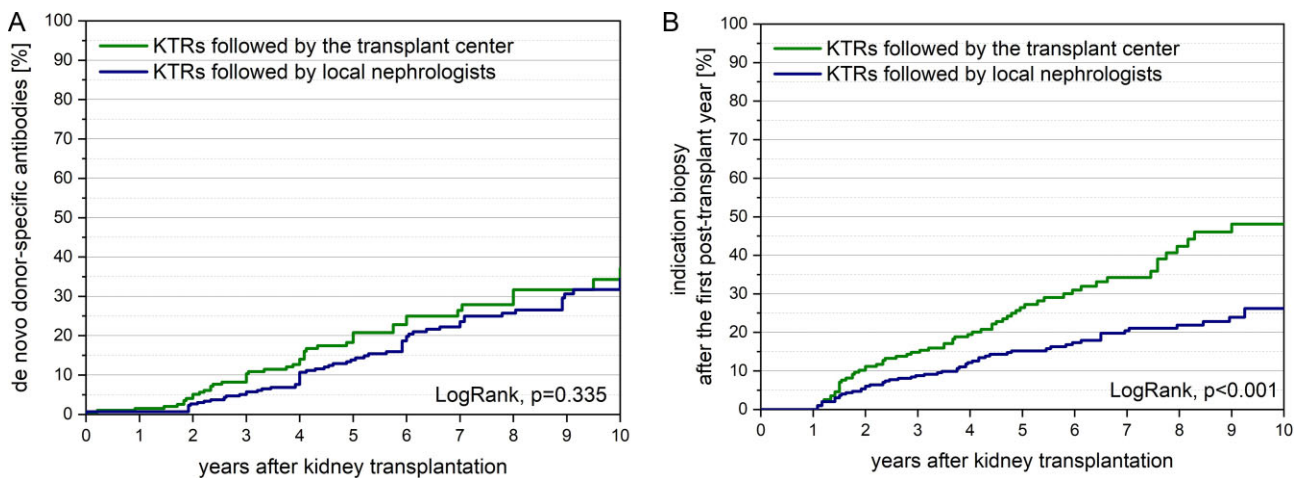 A
de novo donor-specific antibodies [%]
100
90
80
70
60
50
40
30
20
10
0
KTRs followed by the transplant center
KTRs followed by local nephrologists
LogRank, p=0.335
0 1 2 3 4 5 6 7 8 9 10
years after kidney transplantation
B
indication biopsy
after the first post-transplant year [%]
100
90
80
70
60
50
40
30
20
10
0
KTRs followed by the transplant center
KTRs followed by local nephrologists
LogRank, p<0.001
0 1 2 3 4 5 6 7 8 9 10
years after kidney transplantation